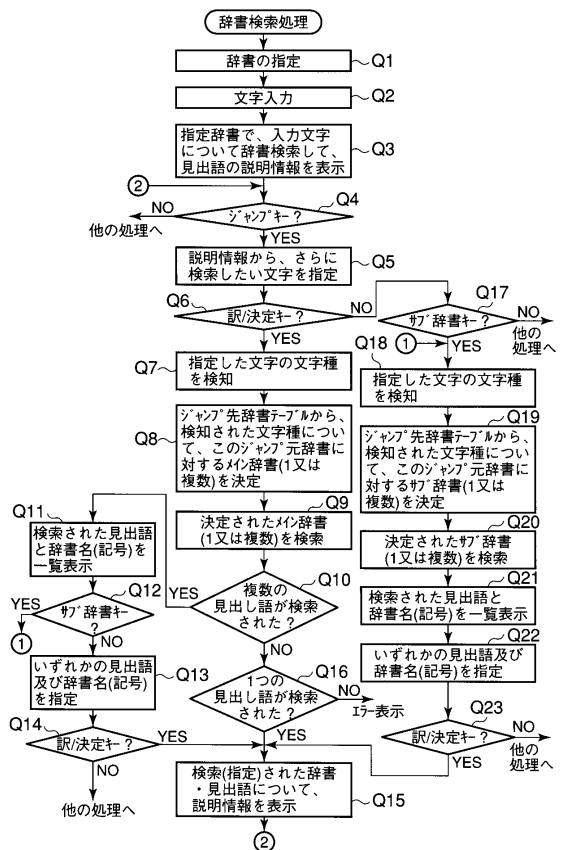 辞書検索処理
辞書の指定
Q1
文字入力
Q2
指定辞書で、入力文字
について辞書検索して、
見出語の説明情報を表示
Q3
②
Q4
ｼﾞｬﾝﾌﾟｷｰ？
NO
他の処理へ
YES
説明情報から、さらに
検索したい文字を指定
Q5
Q6
訳/決定ｷｰ？
NO
YES
Q17
ｻﾌﾞ辞書ｷｰ？
NO
他の
処理へ
①
YES
Q7
指定した文字の文字種
を検知
Q18
指定した文字の文字種
を検知
Q8
ｼﾞｬﾝﾌﾟ先辞書ﾃｰﾌﾞﾙから、
検知された文字種につい
て、このｼﾞｬﾝﾌﾟ元辞書に
対するﾒｲﾝ辞書(1又は
複数)を決定
Q19
ｼﾞｬﾝﾌﾟ先辞書ﾃｰﾌﾞﾙから、
検知された文字種につい
て、このｼﾞｬﾝﾌﾟ元辞書に
対するｻﾌﾞ辞書(1又は
複数)を決定
Q9
決定されたﾒｲﾝ辞書
(1又は複数)を検索
Q20
決定されたｻﾌﾞ辞書
(1又は複数)を検索
Q11
検索された見出語
と辞書名(記号)を
一覧表示
Q10
複数の
見出し語が検索
された？
YES
NO
Q21
検索された見出語と
辞書名(記号)を一覧表示
Q12
ｻﾌﾞ辞書ｷｰ
？
YES
①
NO
Q22
いずれかの見出語及び
辞書名(記号)を指定
Q13
いずれかの見出語
及び辞書名(記号)
を指定
Q16
1つの
見出し語が検索
された？
NO
ｴﾗｰ表示
YES
Q14
訳/決定ｷｰ？
YES
NO
他の処理へ
Q23
訳/決定ｷｰ？
NO
他の
処理へ
YES
検索(指定)された辞書
・見出語について、
説明情報を表示
Q15
②